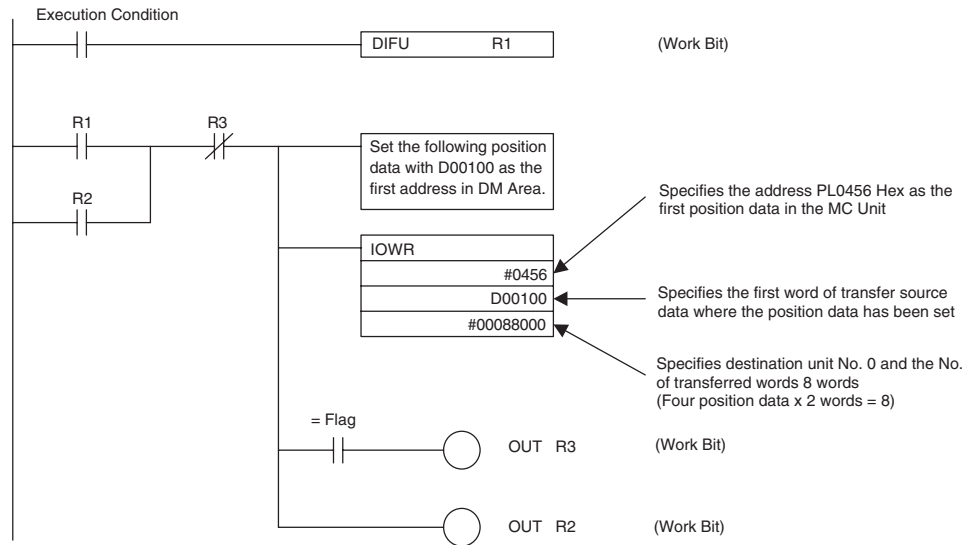 Execution Condition
DIFU R1 (Work Bit)
R1 R3
Set the following position
data with D00100 as the
first address in DM Area.
R2
Specifies the address PL0456 Hex as the
first position data in the MC Unit
IOWR
#0456
D00100
#00088000
Specifies the first word of transfer source
data where the position data has been set
Specifies destination unit No. 0 and the No.
of transferred words 8 words
(Four position data x 2 words = 8)
= Flag
OUT R3 (Work Bit)
OUT R2 (Work Bit)